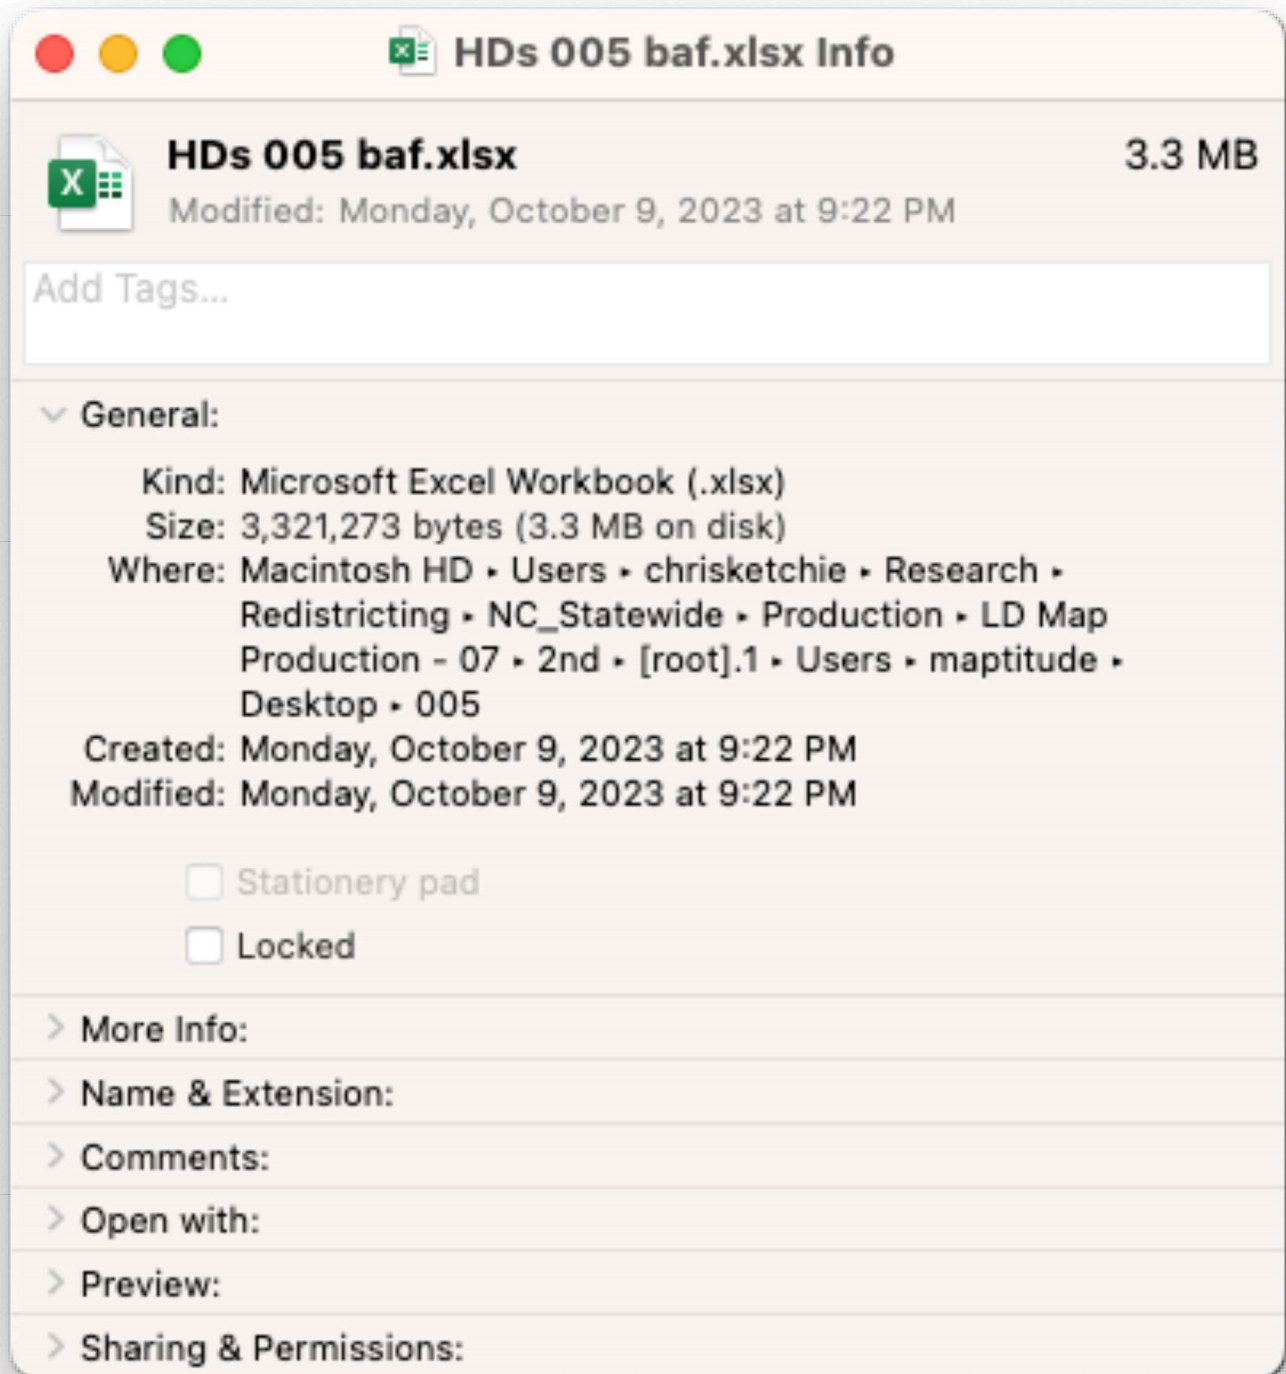 HDs 005 baf.xlsx Info
HDs 005 baf.xlsx 3.3 MB
Modified: Monday, October 9, 2023 at 9:22 PM
Add Tags...
General:
Kind: Microsoft Excel Workbook (.xlsx)
Size: 3,321,273 bytes (3.3 MB on disk)
Where: Macintosh HD ▸ Users ▸ chrisketchie ▸ Research ▸
Redistricting ▸ NC_Statewide ▸ Production ▸ LD Map
Production - 07 ▸ 2nd ▸ [root].1 ▸ Users ▸ maptitude ▸
Desktop ▸ 005
Created: Monday, October 9, 2023 at 9:22 PM
Modified: Monday, October 9, 2023 at 9:22 PM
Stationery pad
Locked
More Info:
Name & Extension:
Comments:
Open with:
Preview:
Sharing & Permissions: